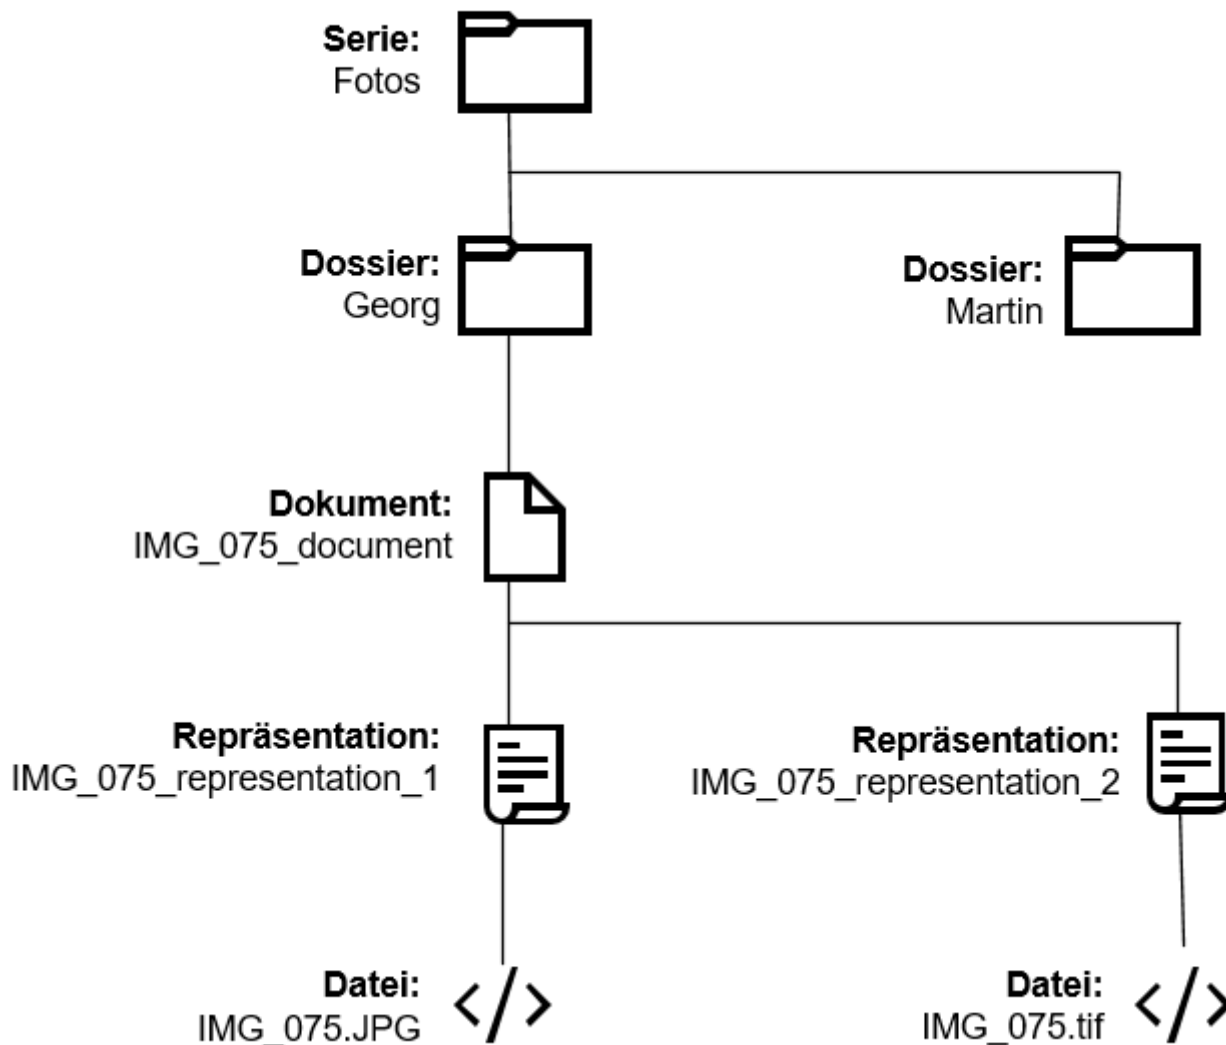 Serie:
Fotos
Dossier:
Georg
Dossier:
Martin
Dokument:
IMG_075_document
Repräsentation:
IMG_075_representation_1
Repräsentation:
IMG_075_representation_2
Datei:
IMG_075.JPG
Datei:
IMG_075.tif